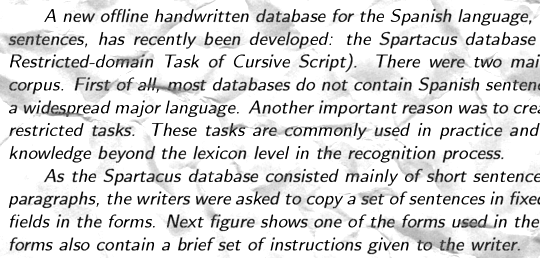 A new offline handwritten database for the Spanish language,
sentences, has recently been developed: the Spartacus database
Restricted-domain Task of Cursive Script). There were two
corpus. First of all, most databases do not contain Spanish
a widespread major language. Another important reason was to
restricted tasks. These tasks are commonly used in practice and
knowledge beyond the lexicon level in the recognition process.
As the Spartacus database consisted mainly of short
paragraphs, the writers were asked to copy a set of sentences in
fields in the forms. Next figure shows one of the forms used in the
forms also contain a brief set of instructions given to the writer.